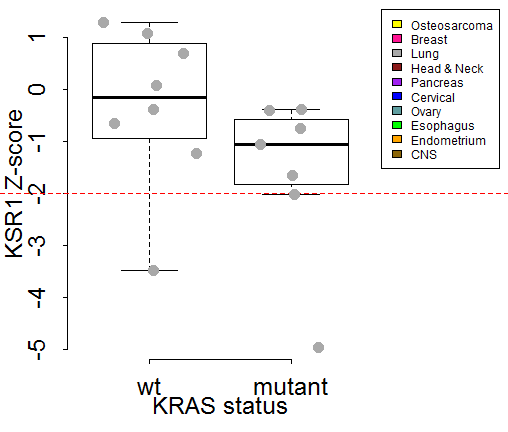 KSR1 Z-score
1
0
-1
-2
-3
-4
-5
wt
mutant
KRAS status
Osteosarcoma
Breast
Lung
Head & Neck
Pancreas
Cervical
Ovary
Esophagus
Endometrium
CNS